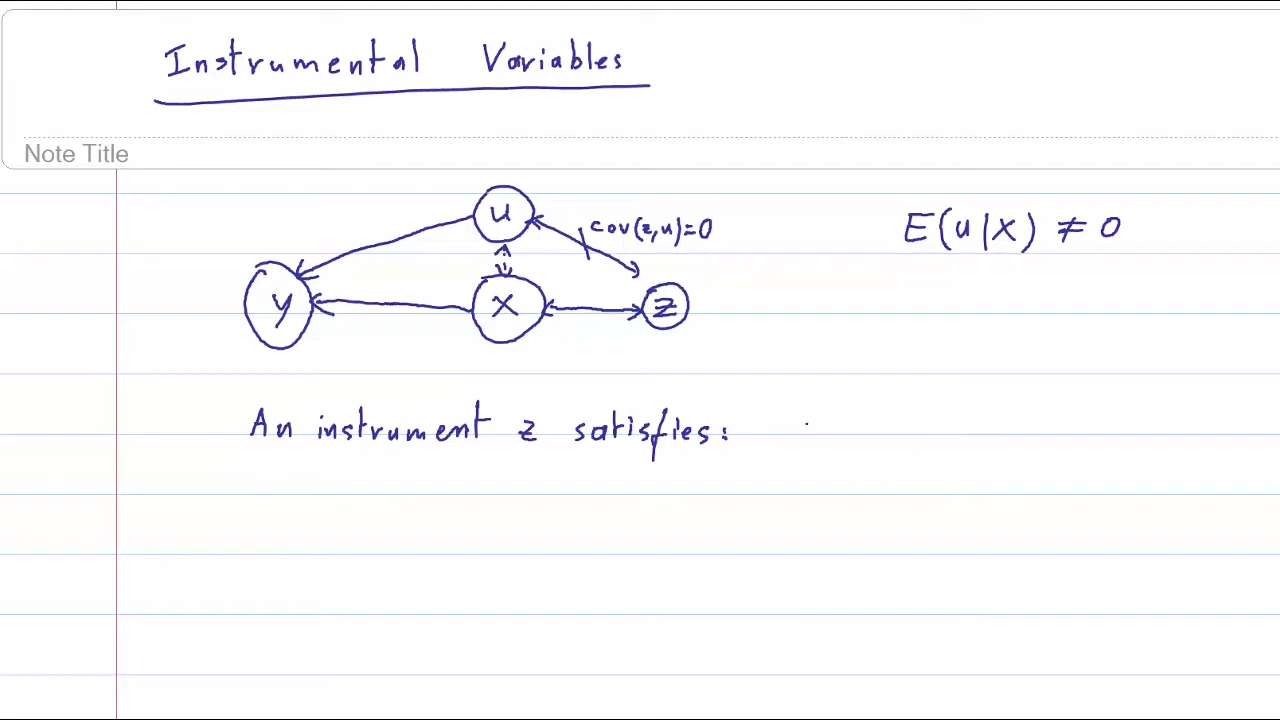 Instrumental Variables
Note Title
u
cov(z,u)=0
E(u|x) ≠ 0
y
x
z
An instrument z satisfies: